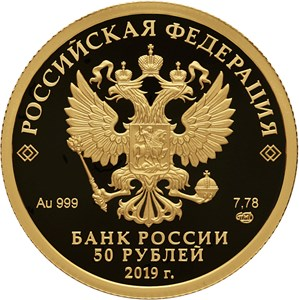 РОССИЙСКАЯ ФЕДЕРАЦИЯ
Au 999
7,78
БАНК РОССИИ
50 РУБЛЕЙ
2019 г.